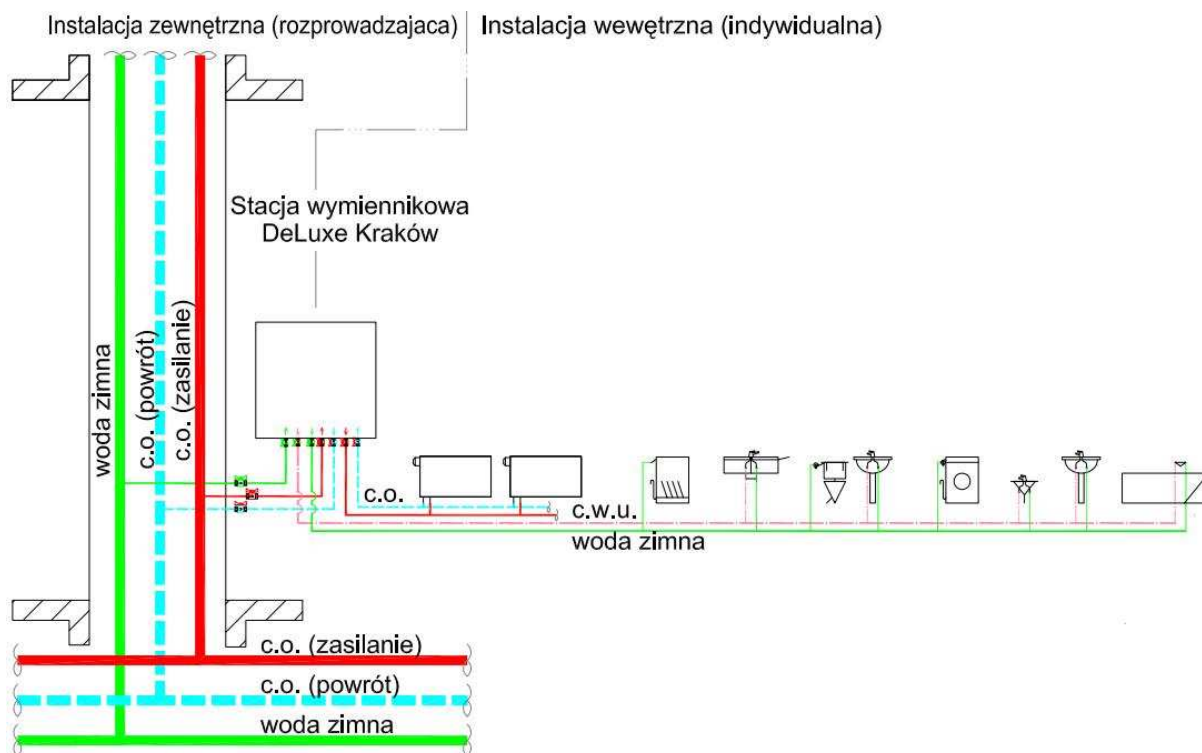 Instalacja zewnętrzna (rozprowadzajaca)
Instalacja wewętrzna (indywidualna)
Stacja wymiennikowa
DeLuxe Kraków
woda zimna
c.o. (powrót)
c.o. (zasilanie)
c.o.
c.w.u.
woda zimna
c.o. (zasilanie)
c.o. (powrót)
woda zimna